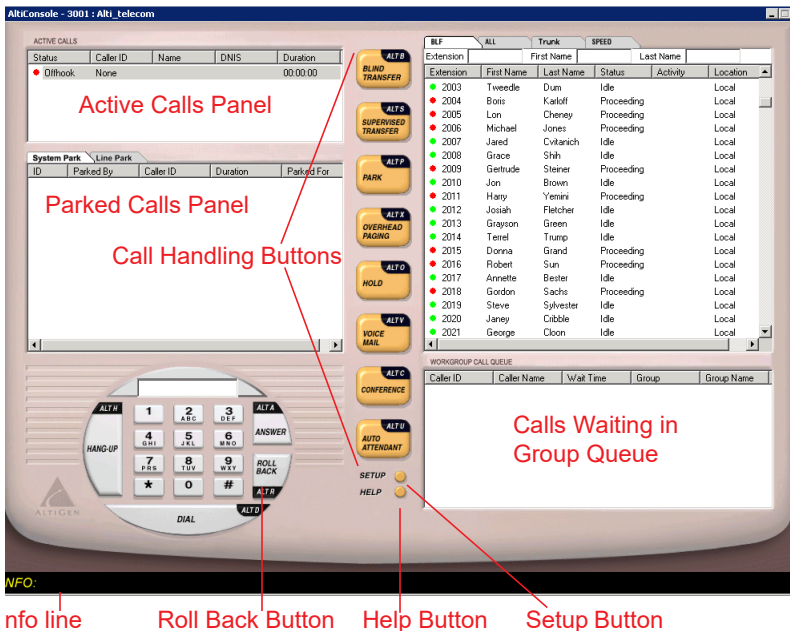 AltiConsole - 3001 : Alti_telecom
ACTIVE CALLS
Status Caller ID Name DNIS Duration
Offhook None 00:00:00
Active Calls Panel
System Park Line Park
ID Parked By Caller ID Duration Parked For
Parked Calls Panel
Call Handling Buttons
ALT B
BLIND
TRANSFER
ALT S
SUPERVISED
TRANSFER
ALT P
PARK
ALT X
OVERHEAD
PAGING
ALT O
HOLD
ALT V
VOICE
MAIL
ALT C
CONFERENCE
ALT U
AUTO
ATTENDANT
SETUP
HELP
BLF ALL Trunk SPEED
Extension First Name Last Name
Extension First Name Last Name Status Activity Location
2003 Tweedle Dum Idle Local
2004 Boris Karloff Proceeding Local
2005 Lon Cheney Proceeding Local
2006 Michael Jones Proceeding Local
2007 Jared Cvitanich Idle Local
2008 Grace Shih Idle Local
2009 Gertrude Steiner Proceeding Local
2010 Jon Brown Idle Local
2011 Harry Yemini Proceeding Local
2012 Josiah Fletcher Idle Local
2013 Grayson Green Idle Local
2014 Terrel Trump Idle Local
2015 Donna Grand Proceeding Local
2016 Robert Sun Proceeding Local
2017 Annette Bester Idle Local
2018 Gordon Sachs Proceeding Local
2019 Steve Sylvester Idle Local
2020 Janey Cribble Idle Local
2021 George Cloon Idle Local
WORKGROUP CALL QUEUE
Caller ID Caller Name Wait Time Group Group Name
Calls Waiting in
Group Queue
ALT H
HANG-UP
1 2 ABC 3 DEF
4 GHI 5 JKL 6 MNO
7 PRS 8 TUV 9 WXY
* 0 #
ALT A
ANSWER
ROLL
BACK
ALT R
ALT D
DIAL
ALTIGEN
NFO:
nfo line Roll Back Button Help Button Setup Button